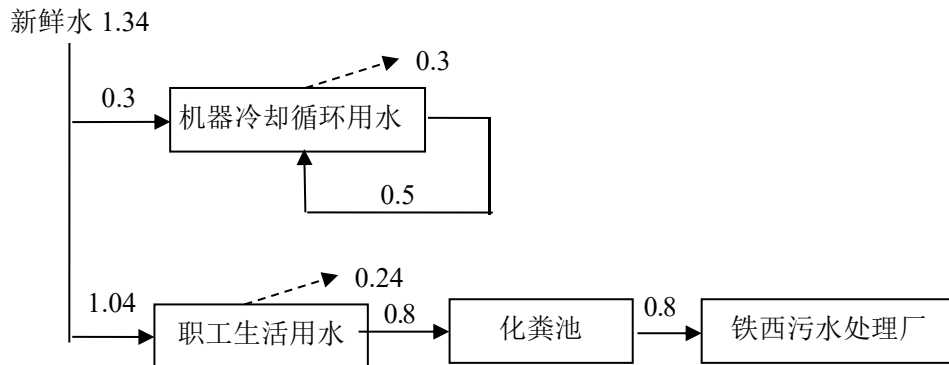 新鲜水 1.34
0.3
0.3
机器冷却循环用水
0.5
0.24
1.04
职工生活用水
0.8
化粪池
0.8
铁西污水处理厂